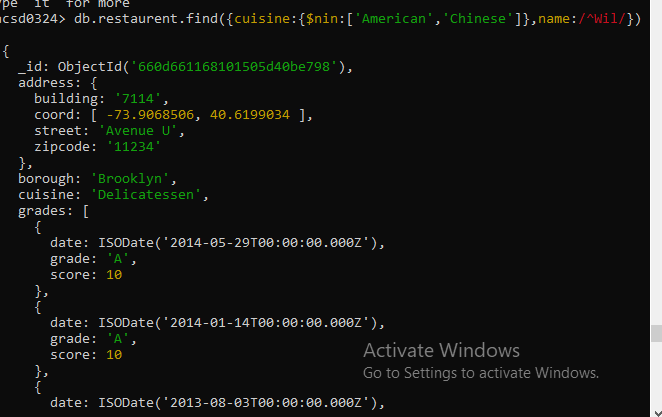 ype "it" for more
acsd0324> db.restaurent.find({cuisine:{$nin:['American','Chinese']},name:/^Wil/})
{
_id: ObjectId('660d661168101505d40be798'),
address: {
building: '7114',
coord: [ -73.9068506, 40.6199034 ],
street: 'Avenue U',
zipcode: '11234'
},
borough: 'Brooklyn',
cuisine: 'Delicatessen',
grades: [
{
date: ISODate('2014-05-29T00:00:00.000Z'),
grade: 'A',
score: 10
},
{
date: ISODate('2014-01-14T00:00:00.000Z'),
grade: 'A',
score: 10
},
{
date: ISODate('2013-08-03T00:00:00.000Z'),
Activate Windows
Go to Settings to activate Windows.